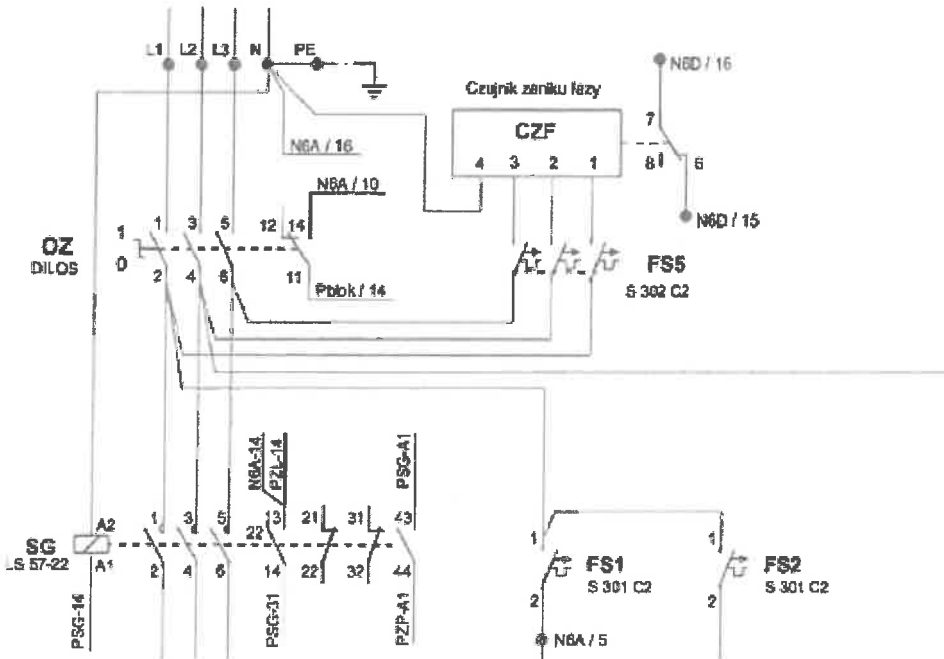 L1 L2 L3 N PE
N6D / 16
Czujnik zaniku fazy
CZF
4 3 2 1
7
8 6
N6D / 15
N6A / 16
N6A / 10
1 3 5 12 14
OZ
DILOS
1
0
2 4 6 11
Pblok / 14
FS5
S 302 C2
N6A-14
PZL-14
PSG-A1
A2 1 3 5 22 13 21 31 43
SG
LS 57-22
A1 2 4 6 14 22 32 44
PSG-14
PSG-31
PZP-A1
1
FS1
S 301 C2
2
1
FS2
S 301 C2
2
N6A / 5